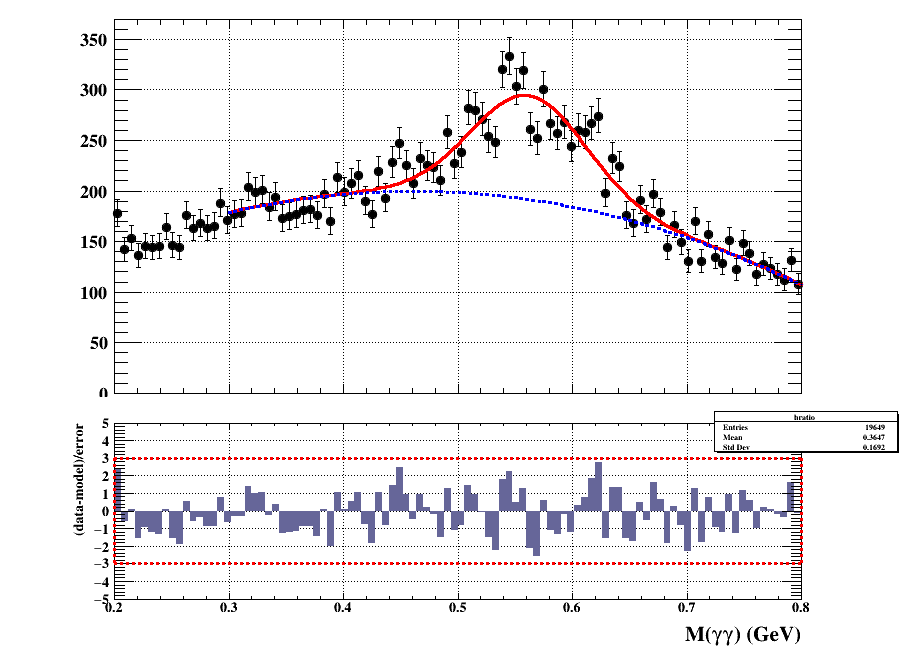 350
300
250
200
150
100
50
0
hratio
Entries 19649
Mean 0.3647
Std Dev 0.1692
(data-model)/error
5
4
3
2
1
0
−1
−2
−3
−4
−5
0.2 0.3 0.4 0.5 0.6 0.7 0.8
M(γγ) (GeV)